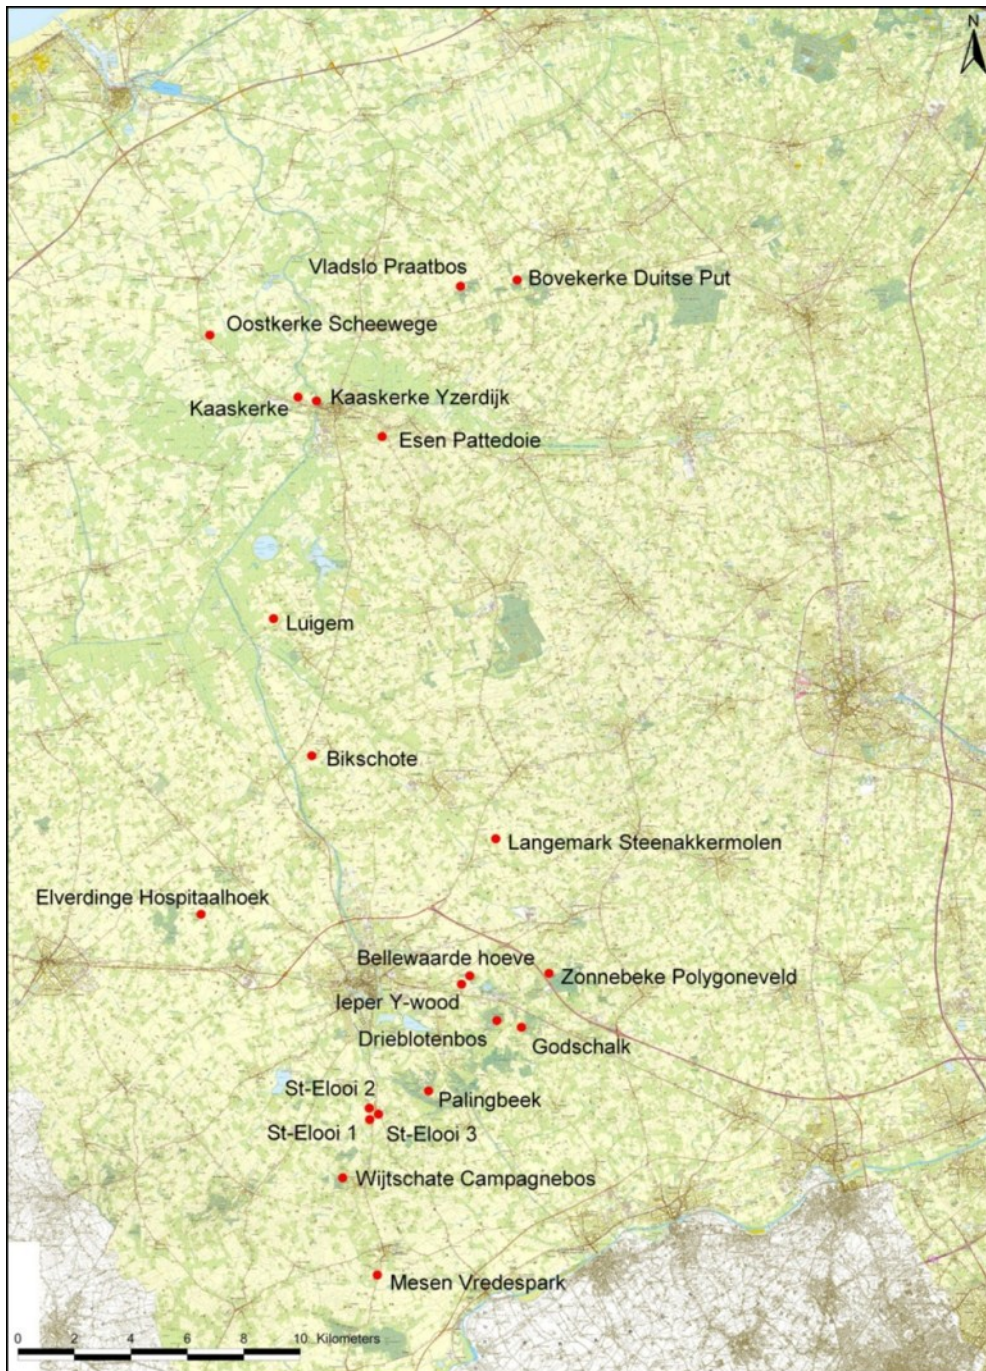 N
Vladslo Praatbos
Bovekerke Duitse Put
Oostkerke Scheewege
Kaaskerke
Kaaskerke Yzerdijk
Esen Pattedoie
Luigem
Bikschote
Langemark Steenakkermolen
Elverdinge Hospitaalhoek
Bellewaarde hoeve
Zonnebeke Polygoneveld
Ieper Y-wood
Drieblotenbos
Godschalk
St-Elooi 2
Palingbeek
St-Elooi 1
St-Elooi 3
Wijtschate Campagnebos
Mesen Vredespark
0 2 4 6 8 10 Kilometers